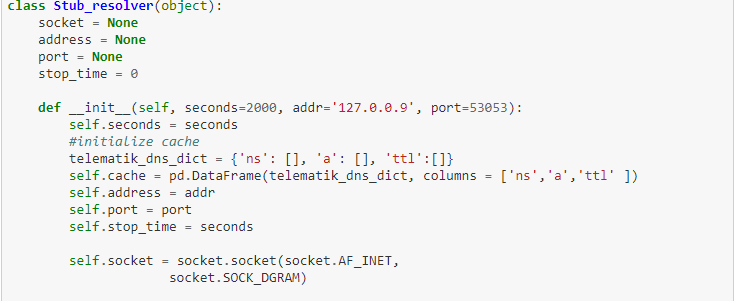 class Stub_resolver(object):
    socket = None
    address = None
    port = None
    stop_time = 0
    def __init__(self, seconds=2000, addr='127.0.0.9', port=53053):
        self.seconds = seconds
        #initialize cache
        telematik_dns_dict = {'ns': [], 'a': [], 'ttl':[]}
        self.cache = pd.DataFrame(telematik_dns_dict, columns = ['ns','a','ttl' ])
        self.address = addr
        self.port = port
        self.stop_time = seconds
        self.socket = socket.socket(socket.AF_INET,
                     socket.SOCK_DGRAM)